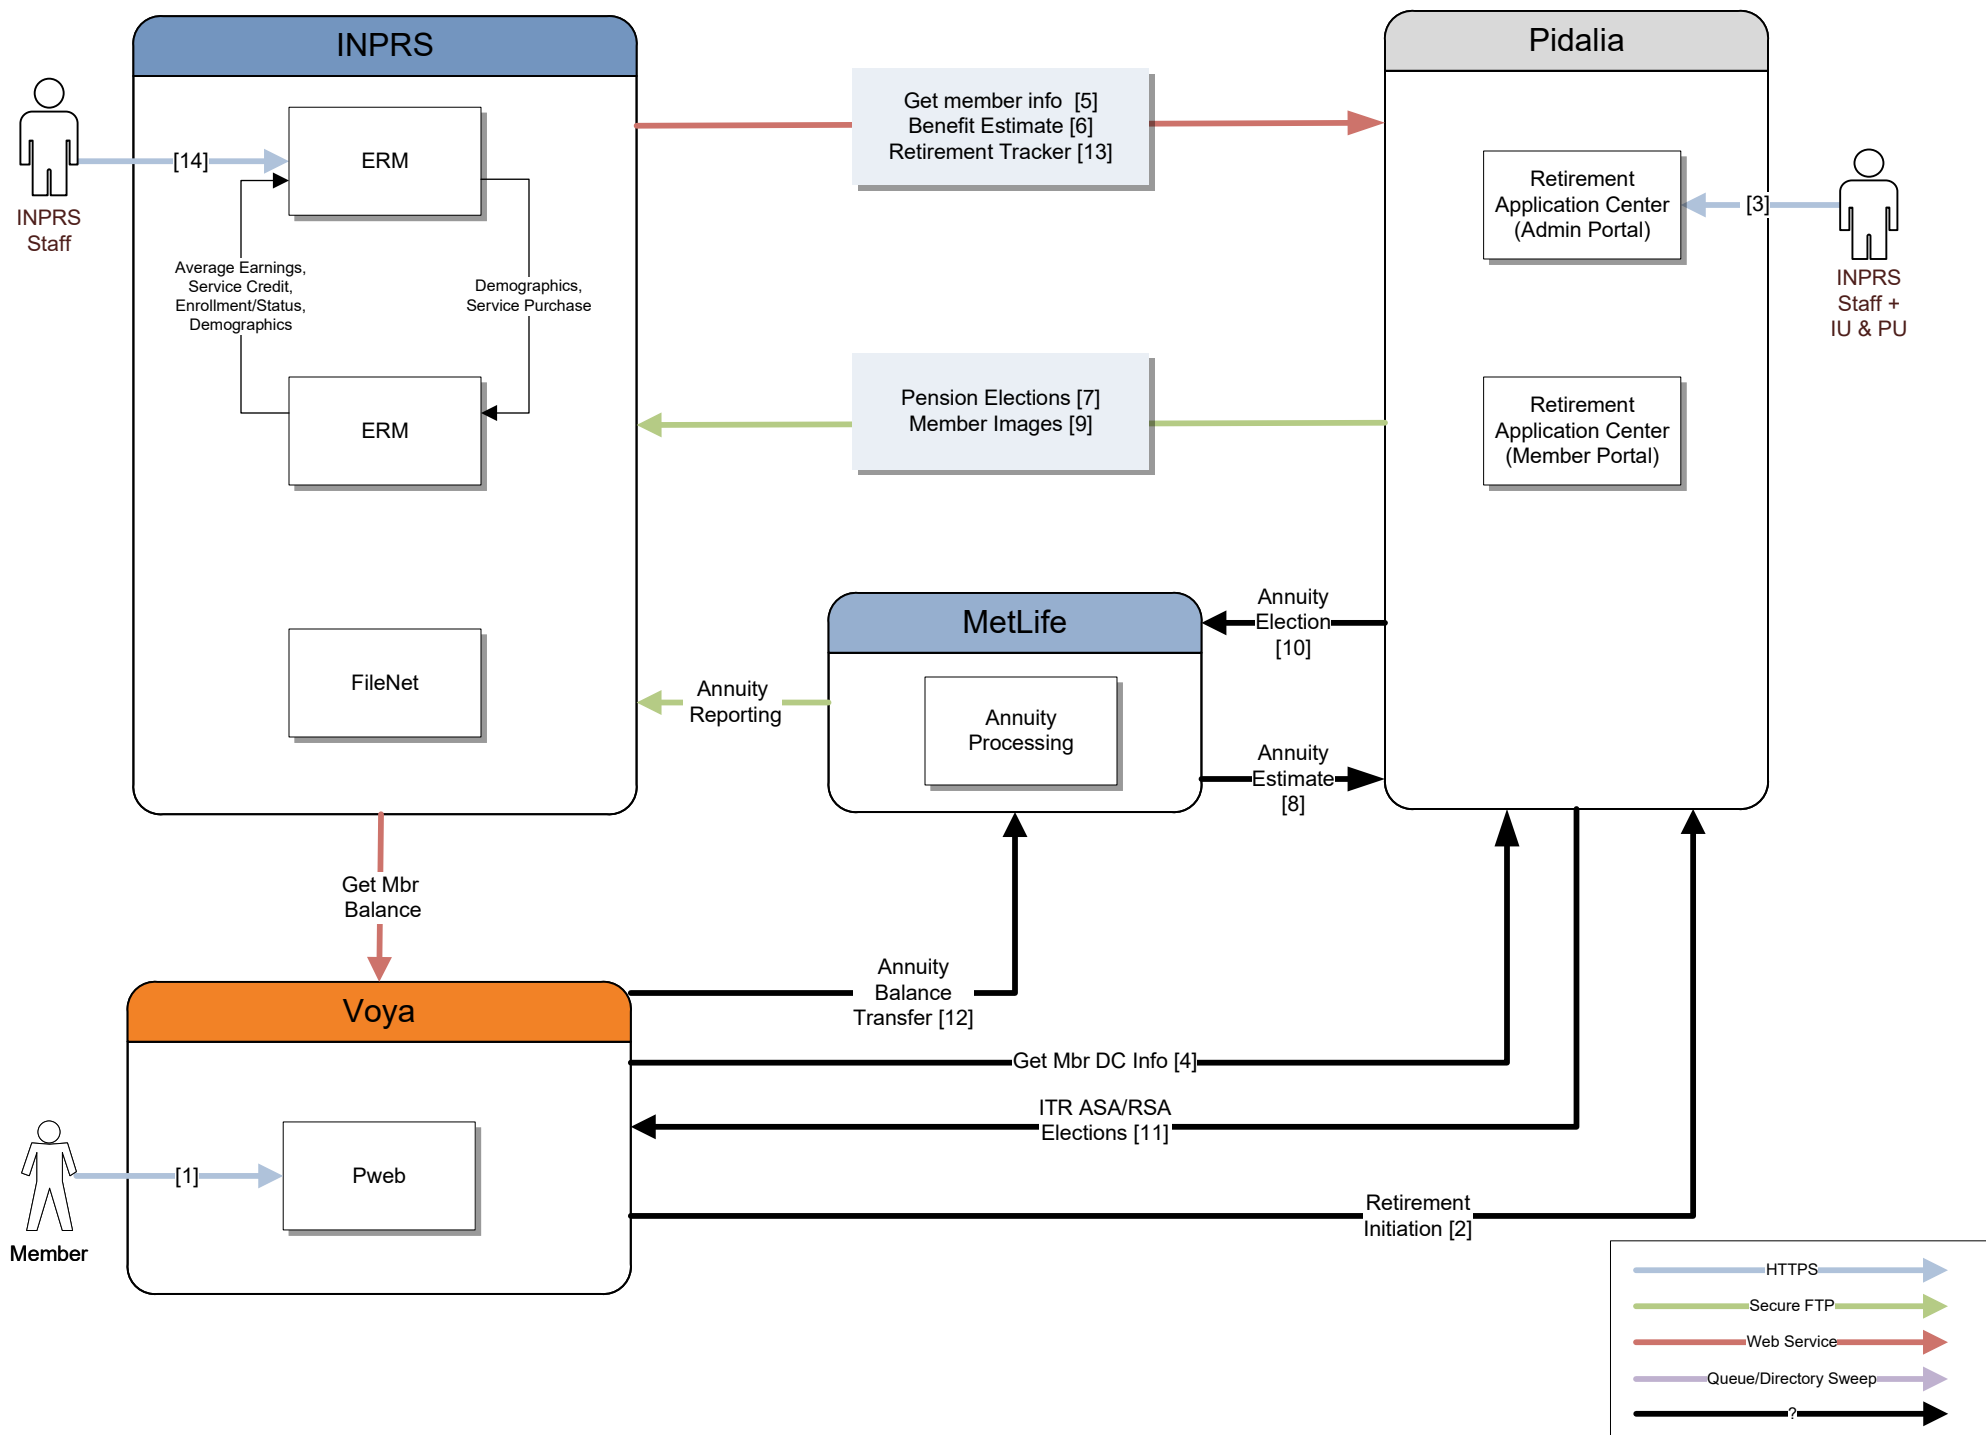 INPRS
Pidalia
Get member info [5]
Benefit Estimate [6]
Retirement Tracker [13]
ERM
[14]
INPRS
Staff
Retirement
Application Center
(Admin Portal)
[3]
INPRS
Staff +
IU & PU
Average Earnings,
Service Credit,
Enrollment/Status,
Demographics
Demographics,
Service Purchase
ERM
Pension Elections [7]
Member Images [9]
Retirement
Application Center
(Member Portal)
FileNet
MetLife
Annuity
Election
[10]
Annuity
Reporting
Annuity
Processing
Annuity
Estimate
[8]
Get Mbr
Balance
Voya
Annuity
Balance
Transfer [12]
Get Mbr DC Info [4]
ITR ASA/RSA
Elections [11]
Pweb
[1]
Member
Retirement
Initiation [2]
HTTPS
Secure FTP
Web Service
Queue/Directory Sweep
?